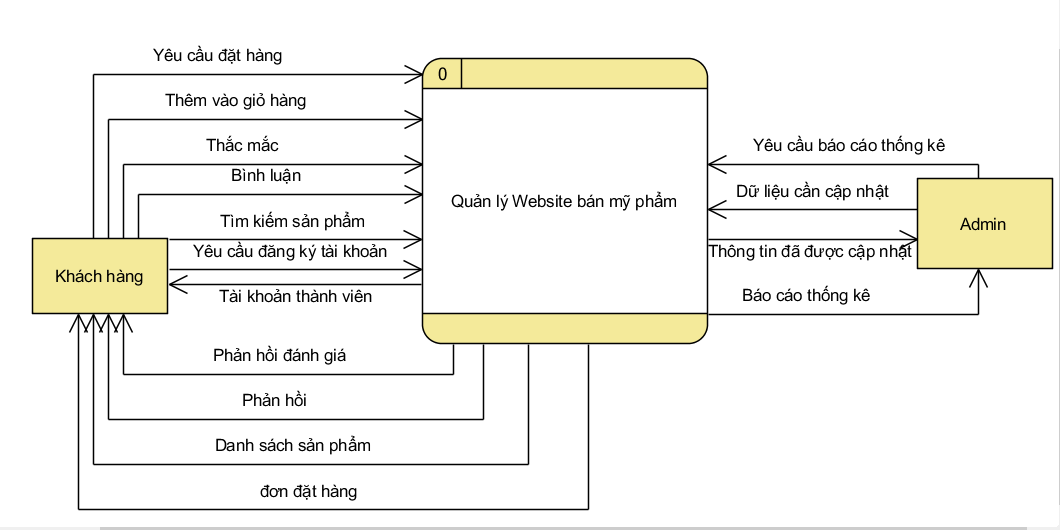 Yêu cầu đặt hàng
0
Thêm vào giỏ hàng
Thắc mắc
Yêu cầu báo cáo thống kê
Bình luận
Dữ liệu cần cập nhật
Quản lý Website bán mỹ phẩm
Tìm kiếm sản phẩm
Admin
Yêu cầu đăng ký tài khoản
Thông tin đã được cập nhật
Khách hàng
Tài khoản thành viên
Báo cáo thống kê
Phản hồi đánh giá
Phản hồi
Danh sách sản phẩm
đơn đặt hàng